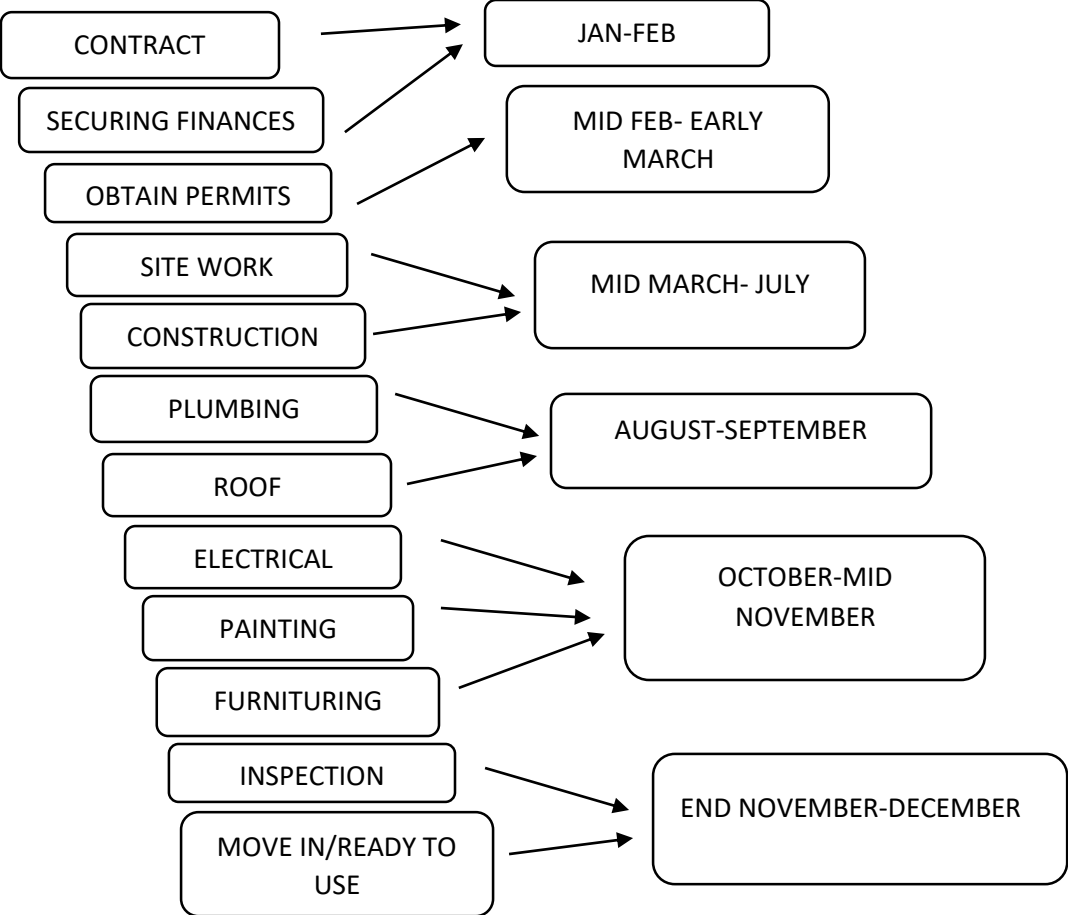 CONTRACT
JAN-FEB
SECURING FINANCES
MID FEB- EARLY
MARCH
OBTAIN PERMITS
SITE WORK
MID MARCH- JULY
CONSTRUCTION
PLUMBING
AUGUST-SEPTEMBER
ROOF
ELECTRICAL
OCTOBER-MID
NOVEMBER
PAINTING
FURNITURING
INSPECTION
END NOVEMBER-DECEMBER
MOVE IN/READY TO
USE